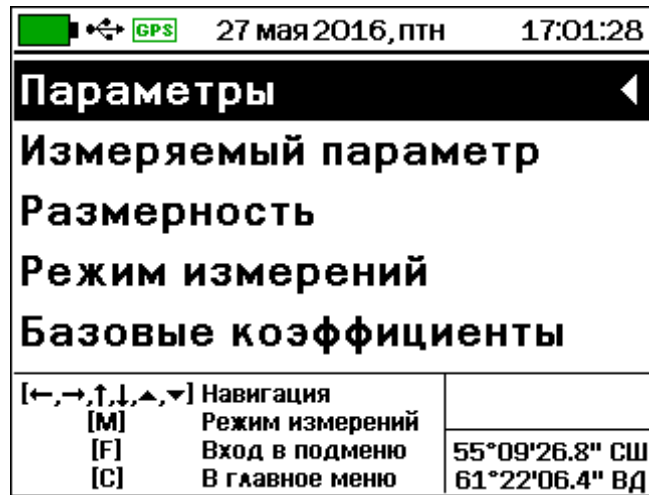 GPS 27 мая 2016, птн 17:01:28
Параметры
Измеряемый параметр
Размерность
Режим измерений
Базовые коэффициенты
[←,→,↑,↓,▲,▼] Навигация
[M] Режим измерений
[F] Вход в подменю
[C] В главное меню
55°09'26.8" СШ
61°22'06.4" ВД